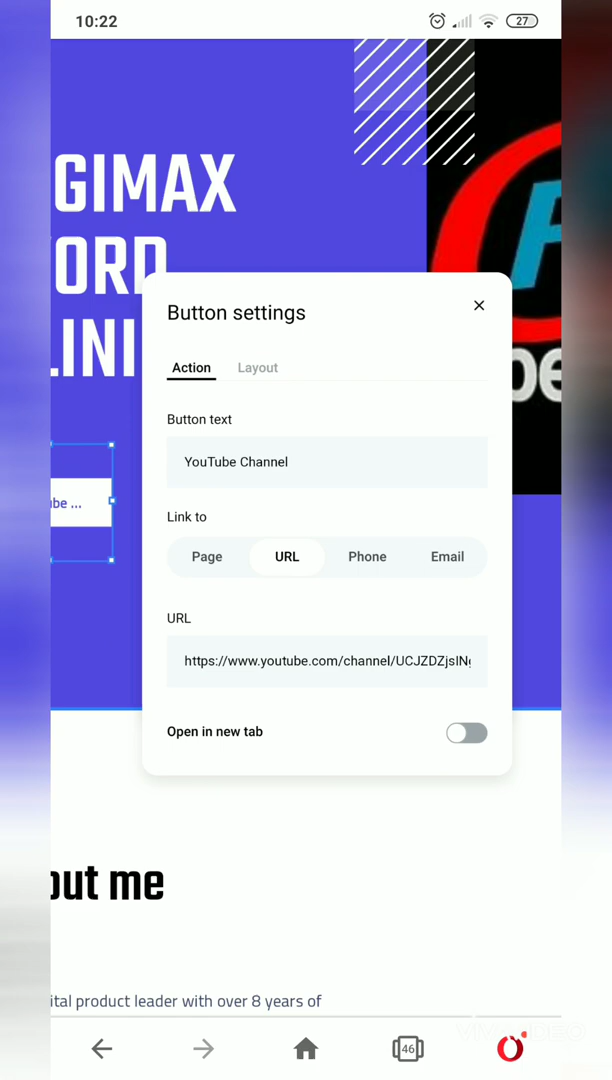 10:22
27
GIMAX
ORD
LINI
be
Button settings
Action Layout
Button text
YouTube Channel
be ...
Link to
Page URL Phone Email
URL
https://www.youtube.com/channel/UCJZDZjsIN
Open in new tab
out me
ital product leader with over 8 years of
46
VIVAVIDEO